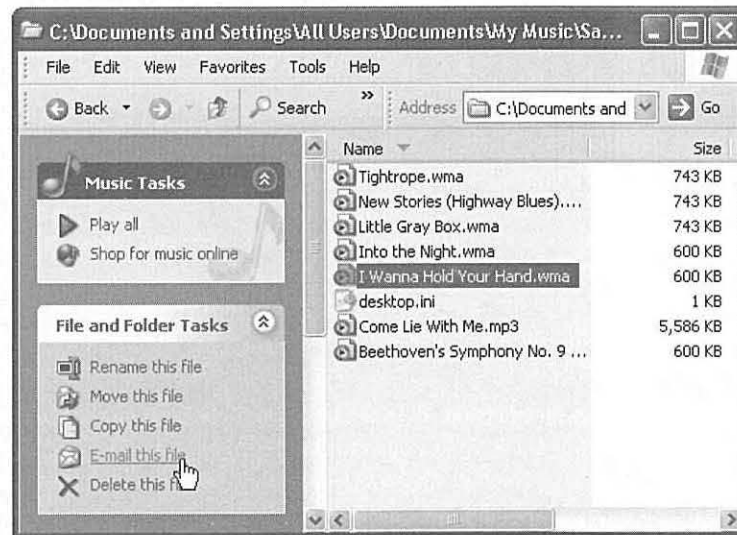 C:\Documents and Settings\All Users\Documents\My Music\Sa...
File Edit View Favorites Tools Help
Back Search » Address C:\Documents and Go
Music Tasks
Play all
Shop for music online
File and Folder Tasks
Rename this file
Move this file
Copy this file
E-mail this file
Delete this f
Name Size
Tightrope.wma 743 KB
New Stories (Highway Blues).... 743 KB
Little Gray Box.wma 743 KB
Into the Night.wma 600 KB
I Wanna Hold Your Hand.wma 600 KB
desktop.ini 1 KB
Come Lie With Me.mp3 5,586 KB
Beethoven's Symphony No. 9 ... 600 KB